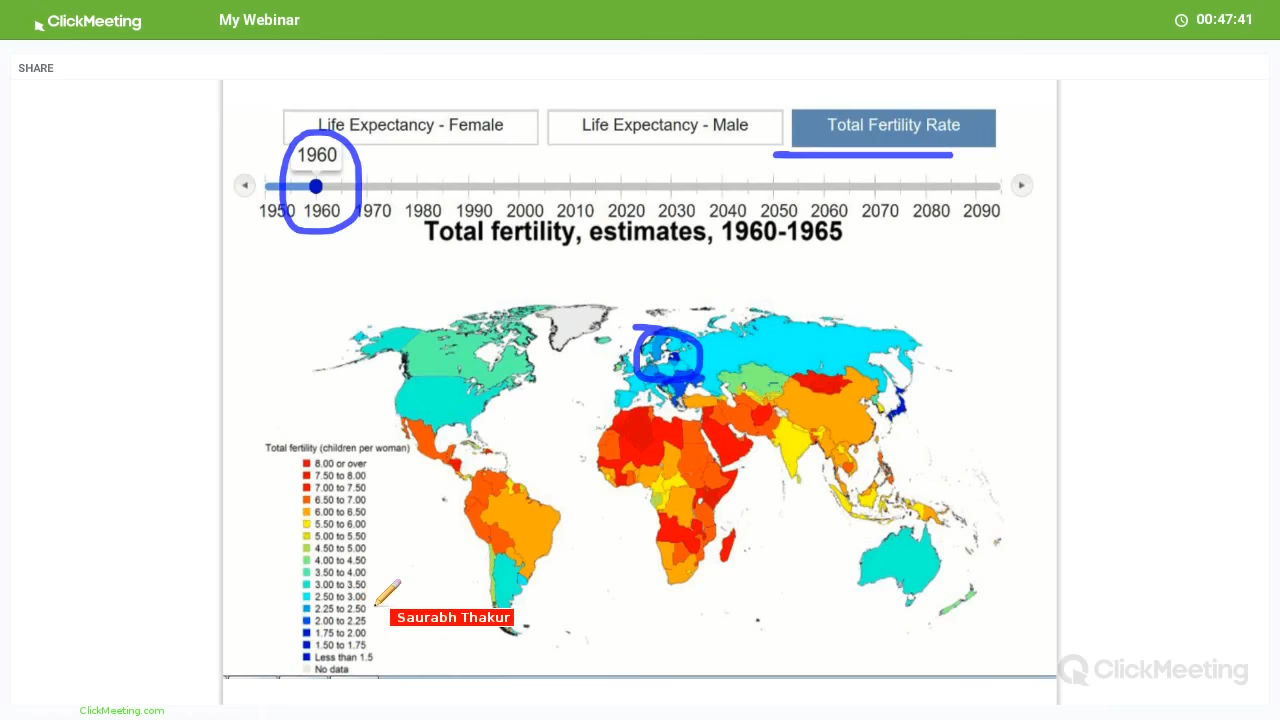 ClickMeeting
My Webinar
00:47:41
SHARE
Life Expectancy - Female
Life Expectancy - Male
Total Fertility Rate
1960
1950 1960 1970 1980 1990 2000 2010 2020 2030 2040 2050 2060 2070 2080 2090
Total fertility, estimates, 1960-1965
Total fertility (children per woman)
8.00 or over
7.50 to 8.00
7.00 to 7.50
6.50 to 7.00
6.00 to 6.50
5.50 to 6.00
5.00 to 5.50
4.50 to 5.00
4.00 to 4.50
3.50 to 4.00
3.00 to 3.50
2.50 to 3.00
2.25 to 2.50
2.00 to 2.25
1.75 to 2.00
1.50 to 1.75
Less than 1.5
No data
Saurabh Thakur
ClickMeeting
ClickMeeting.com